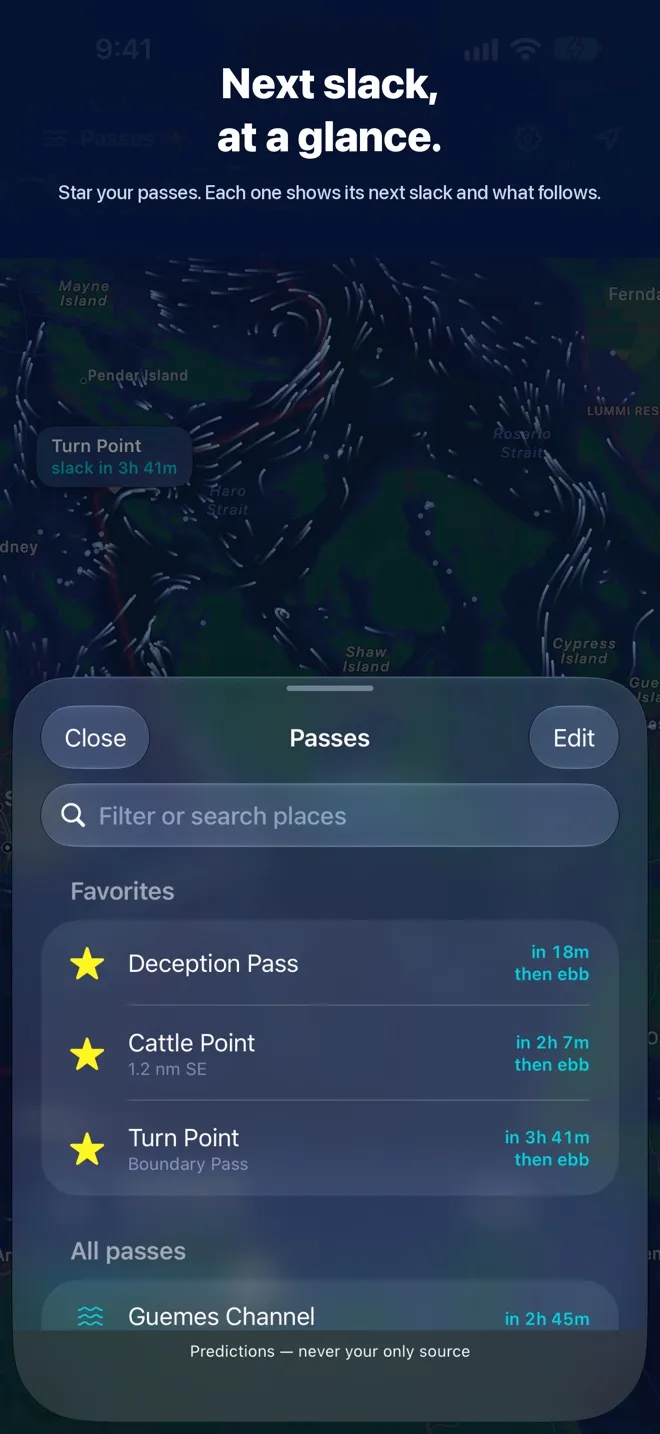 9:41
Next slack,
at a glance.
Passes
Star your passes. Each one shows its next slack and what follows.
Mayne
Island
Pender Island
Turn Point
slack in 3h 41m
Haro
Strait
Rosario
Strait
LUMMI RES
Shaw
Island
Cypress
Island
Close
Passes
Edit
Filter or search places
Favorites
Deception Pass
in 18m
then ebb
Cattle Point
1.2 nm SE
in 2h 7m
then ebb
Turn Point
Boundary Pass
in 3h 41m
then ebb
All passes
Guemes Channel
in 2h 45m
Predictions — never your only source